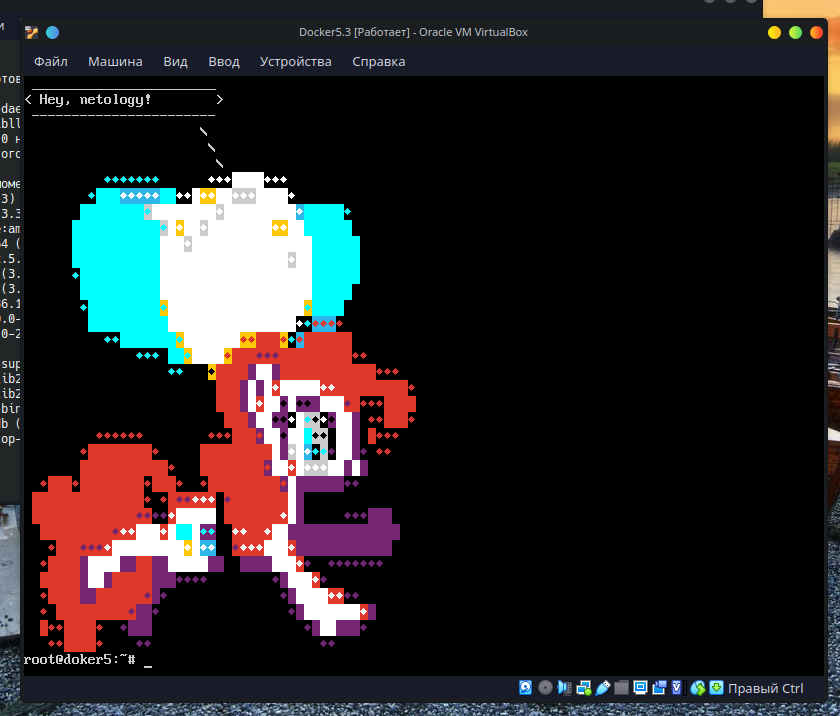 Docker5.3 [Работает] - Oracle VM VirtualBox
Файл Машина Вид Ввод Устройства Справка
< Hey, netology! >
root@doker5:~# _
Правый Ctrl